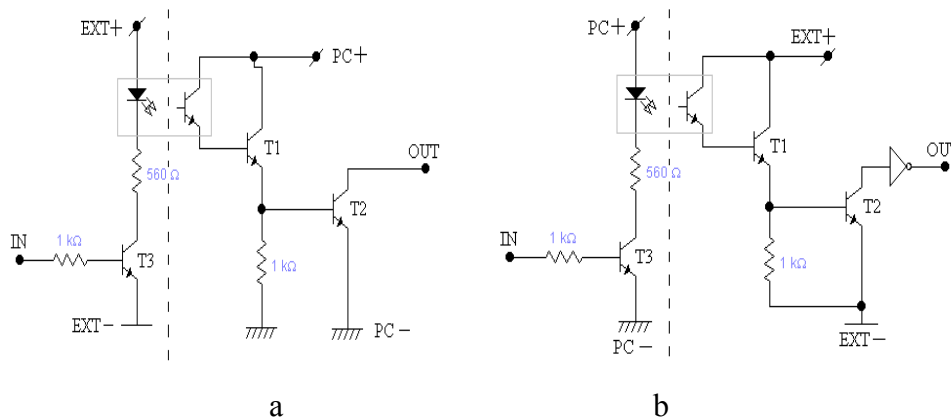 EXT+
PC+
T1
OUT
560 Ω
T2
IN
1 kΩ
T3
1 kΩ
EXT−
PC −
a
PC+
EXT+
T1
OU
560 Ω
T2
IN
1 kΩ
T3
1 kΩ
PC −
EXT−
b